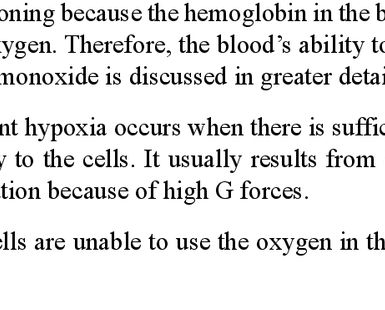 oning because the hemoglobin in the b
xygen. Therefore, the blood’s ability to
monoxide is discussed in greater detai
nt hypoxia occurs when there is suffic
y to the cells. It usually results from
tion because of high G forces.
ells are unable to use the oxygen in th